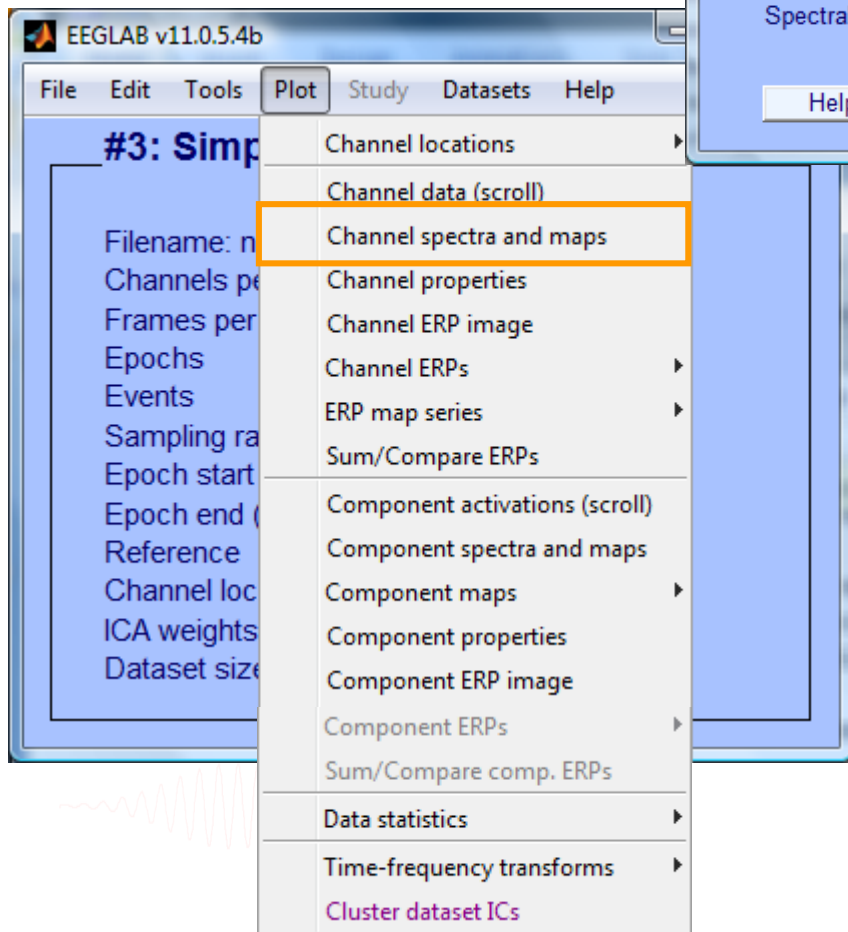 EEGLAB v11.0.5.4b
Spectra
Help
File Edit Tools Plot Study Datasets Help
#3: Simp
Filename: n
Channels pe
Frames per
Epochs
Events
Sampling ra
Epoch start
Epoch end (
Reference
Channel loc
ICA weights
Dataset size
Channel locations
Channel data (scroll)
Channel spectra and maps
Channel properties
Channel ERP image
Channel ERPs
ERP map series
Sum/Compare ERPs
Component activations (scroll)
Component spectra and maps
Component maps
Component properties
Component ERP image
Component ERPs
Sum/Compare comp. ERPs
Data statistics
Time-frequency transforms
Cluster dataset ICs